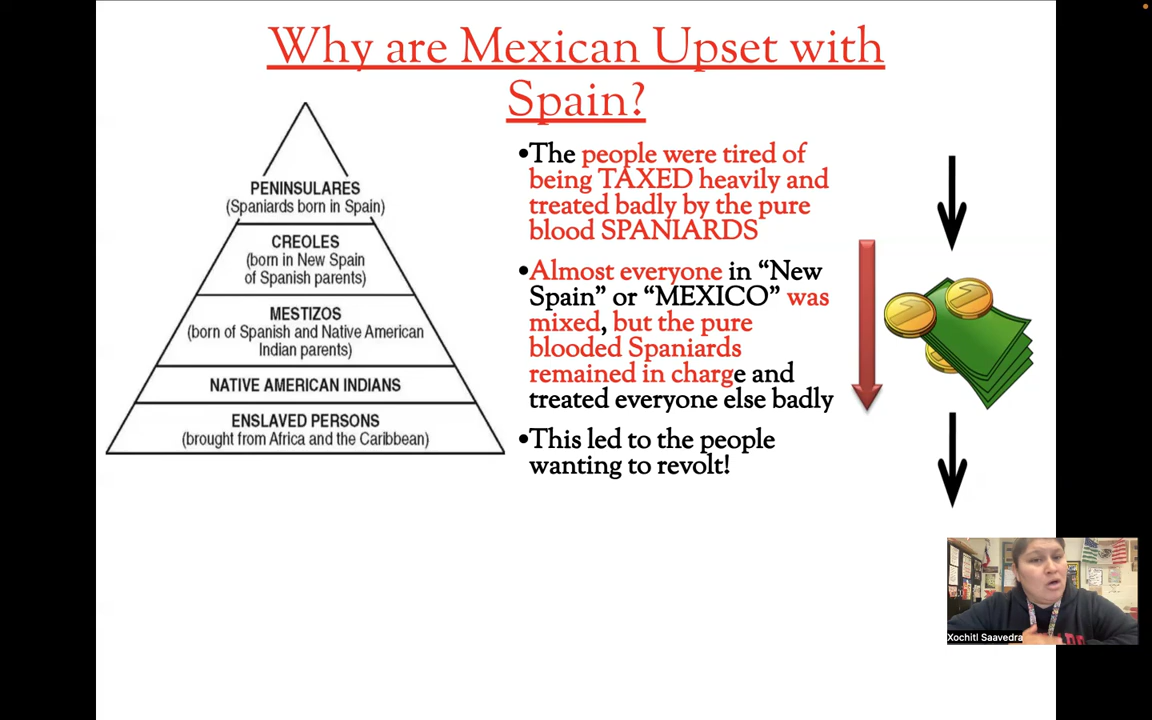 Why are Mexican Upset with
Spain?
PENINSULARES
(Spaniards born in Spain)
CREOLES
(born in New Spain
of Spanish parents)
MESTIZOS
(born of Spanish and Native American
Indian parents)
NATIVE AMERICAN INDIANS
ENSLAVED PERSONS
(brought from Africa and the Caribbean)
•The people were tired of
being TAXED heavily and
treated badly by the pure
blood SPANIARDS
•Almost everyone in “New
Spain” or “MEXICO” was
mixed, but the pure
blooded Spaniards
remained in charge and
treated everyone else badly
•This led to the people
wanting to revolt!
Xochitl Saavedra